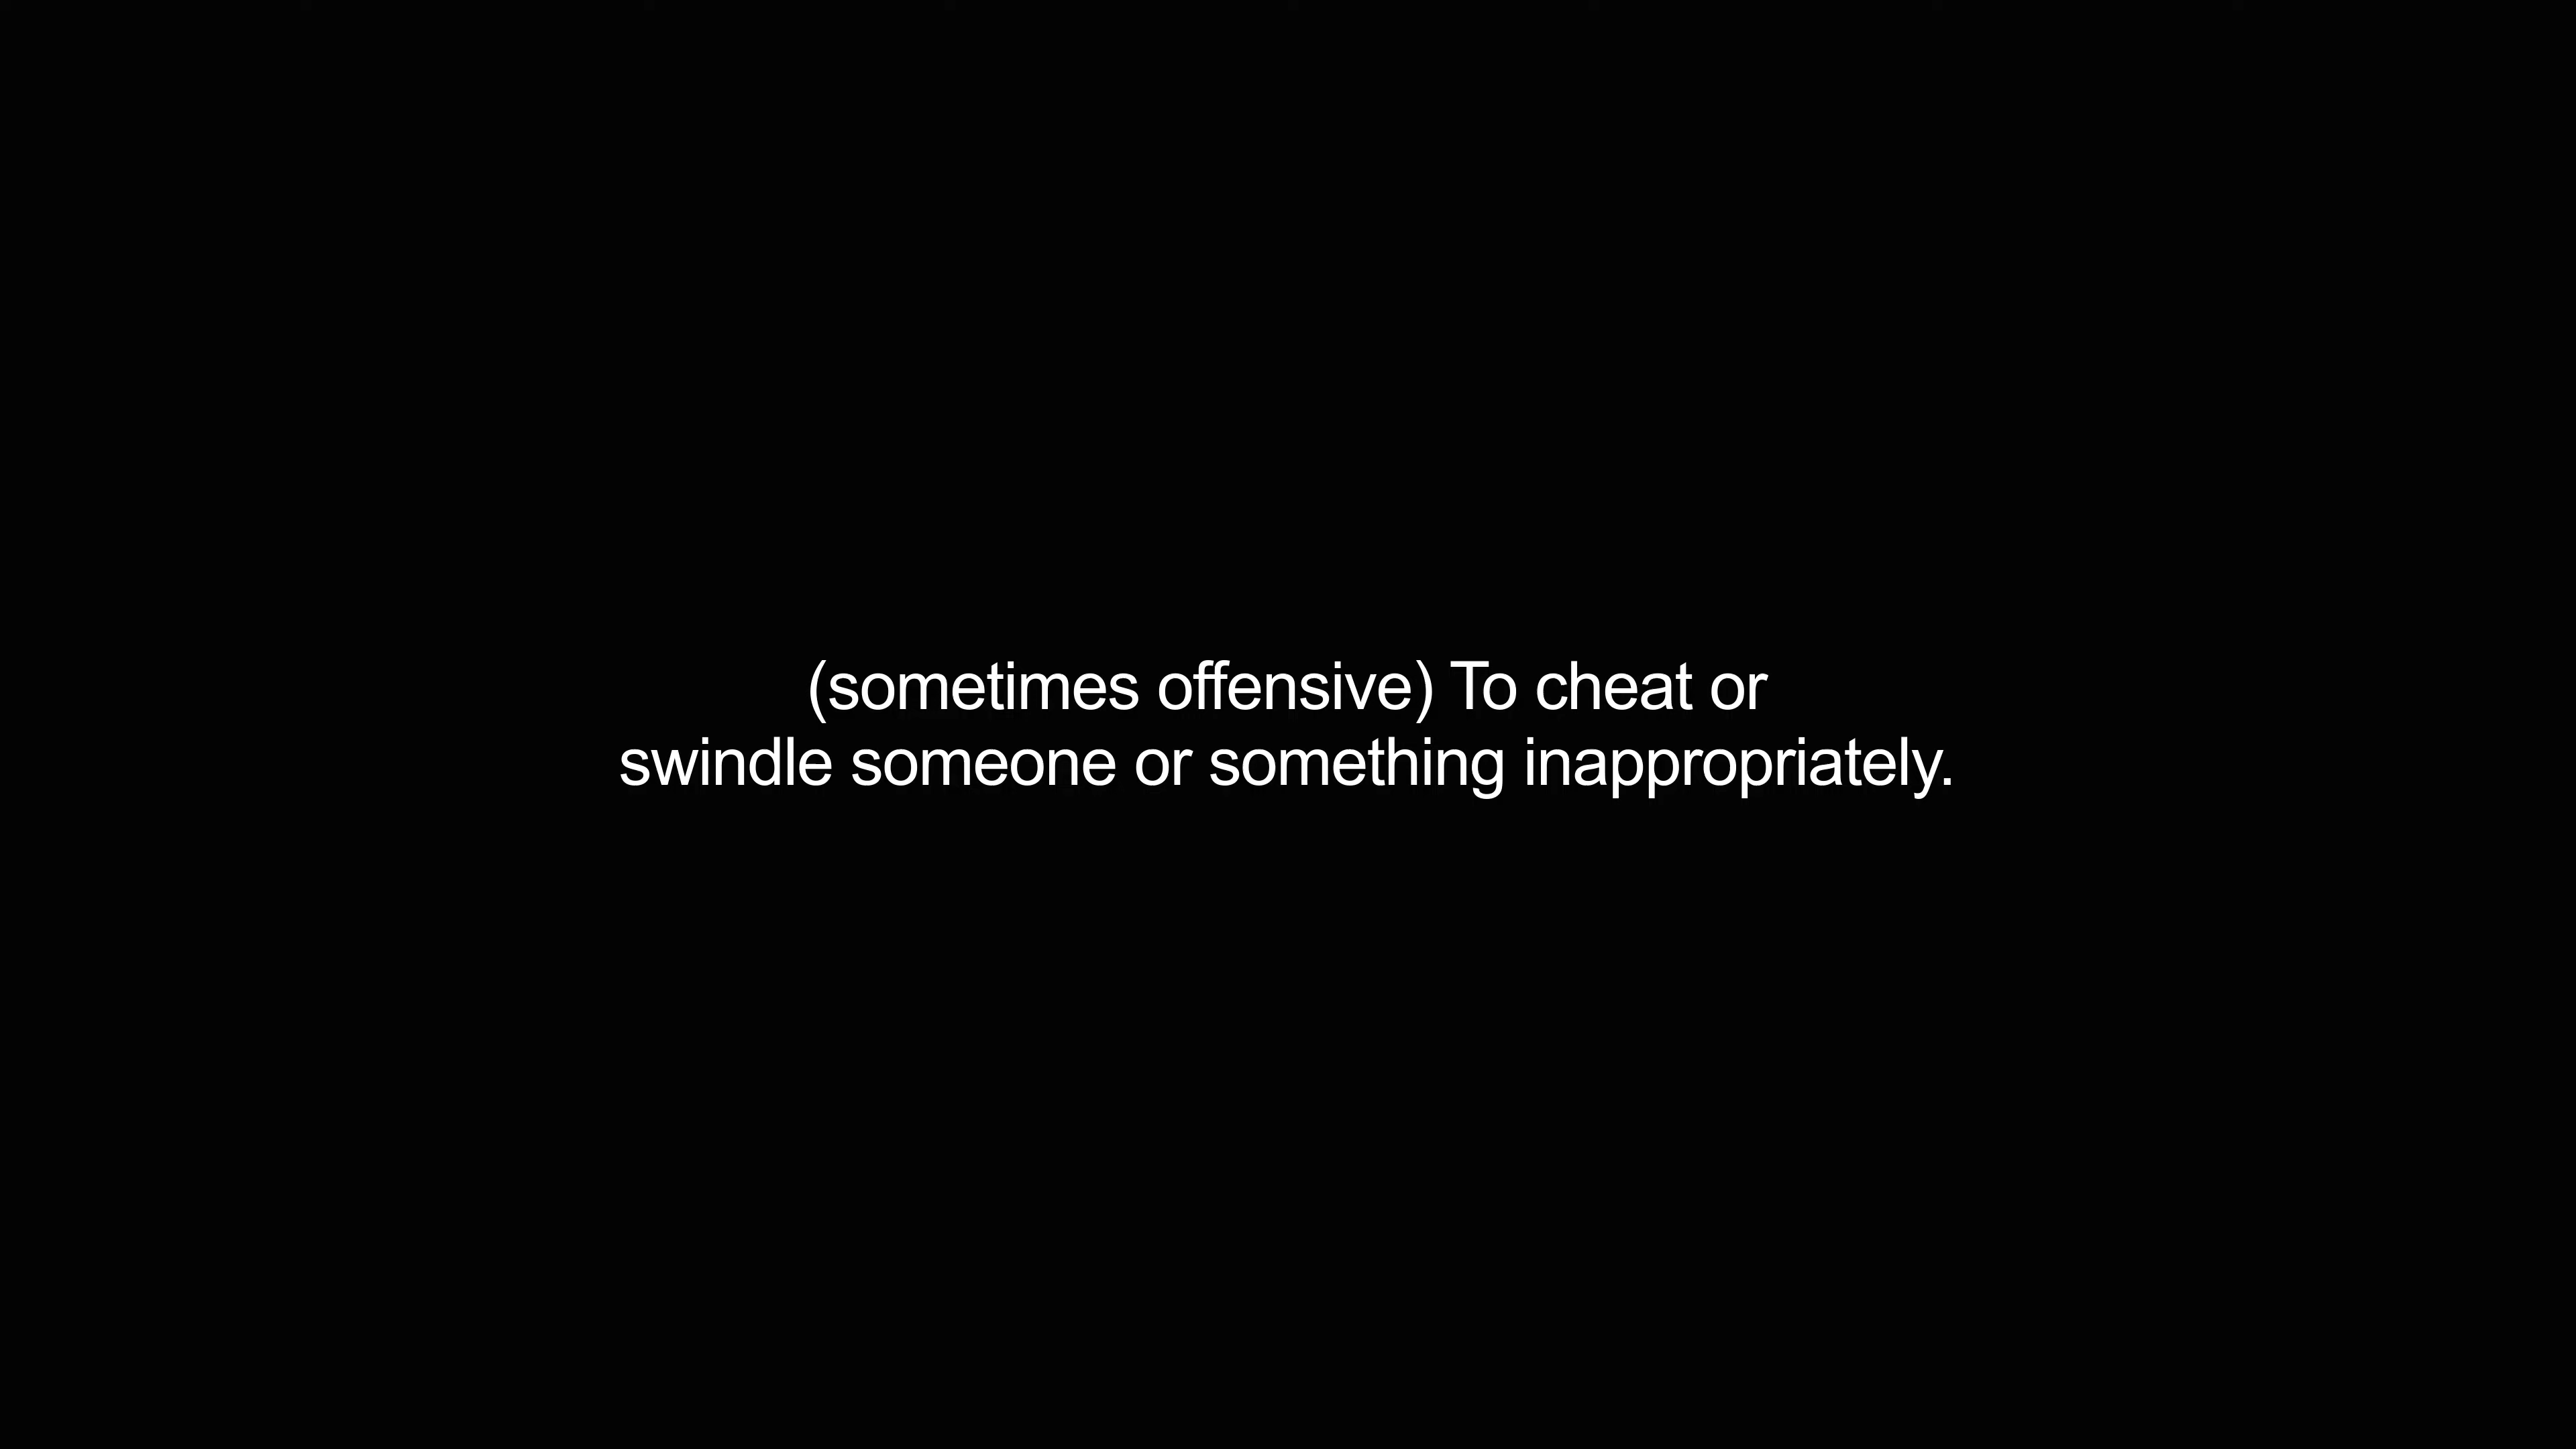 (sometimes offensive) To cheat or
swindle someone or something inappropriately.